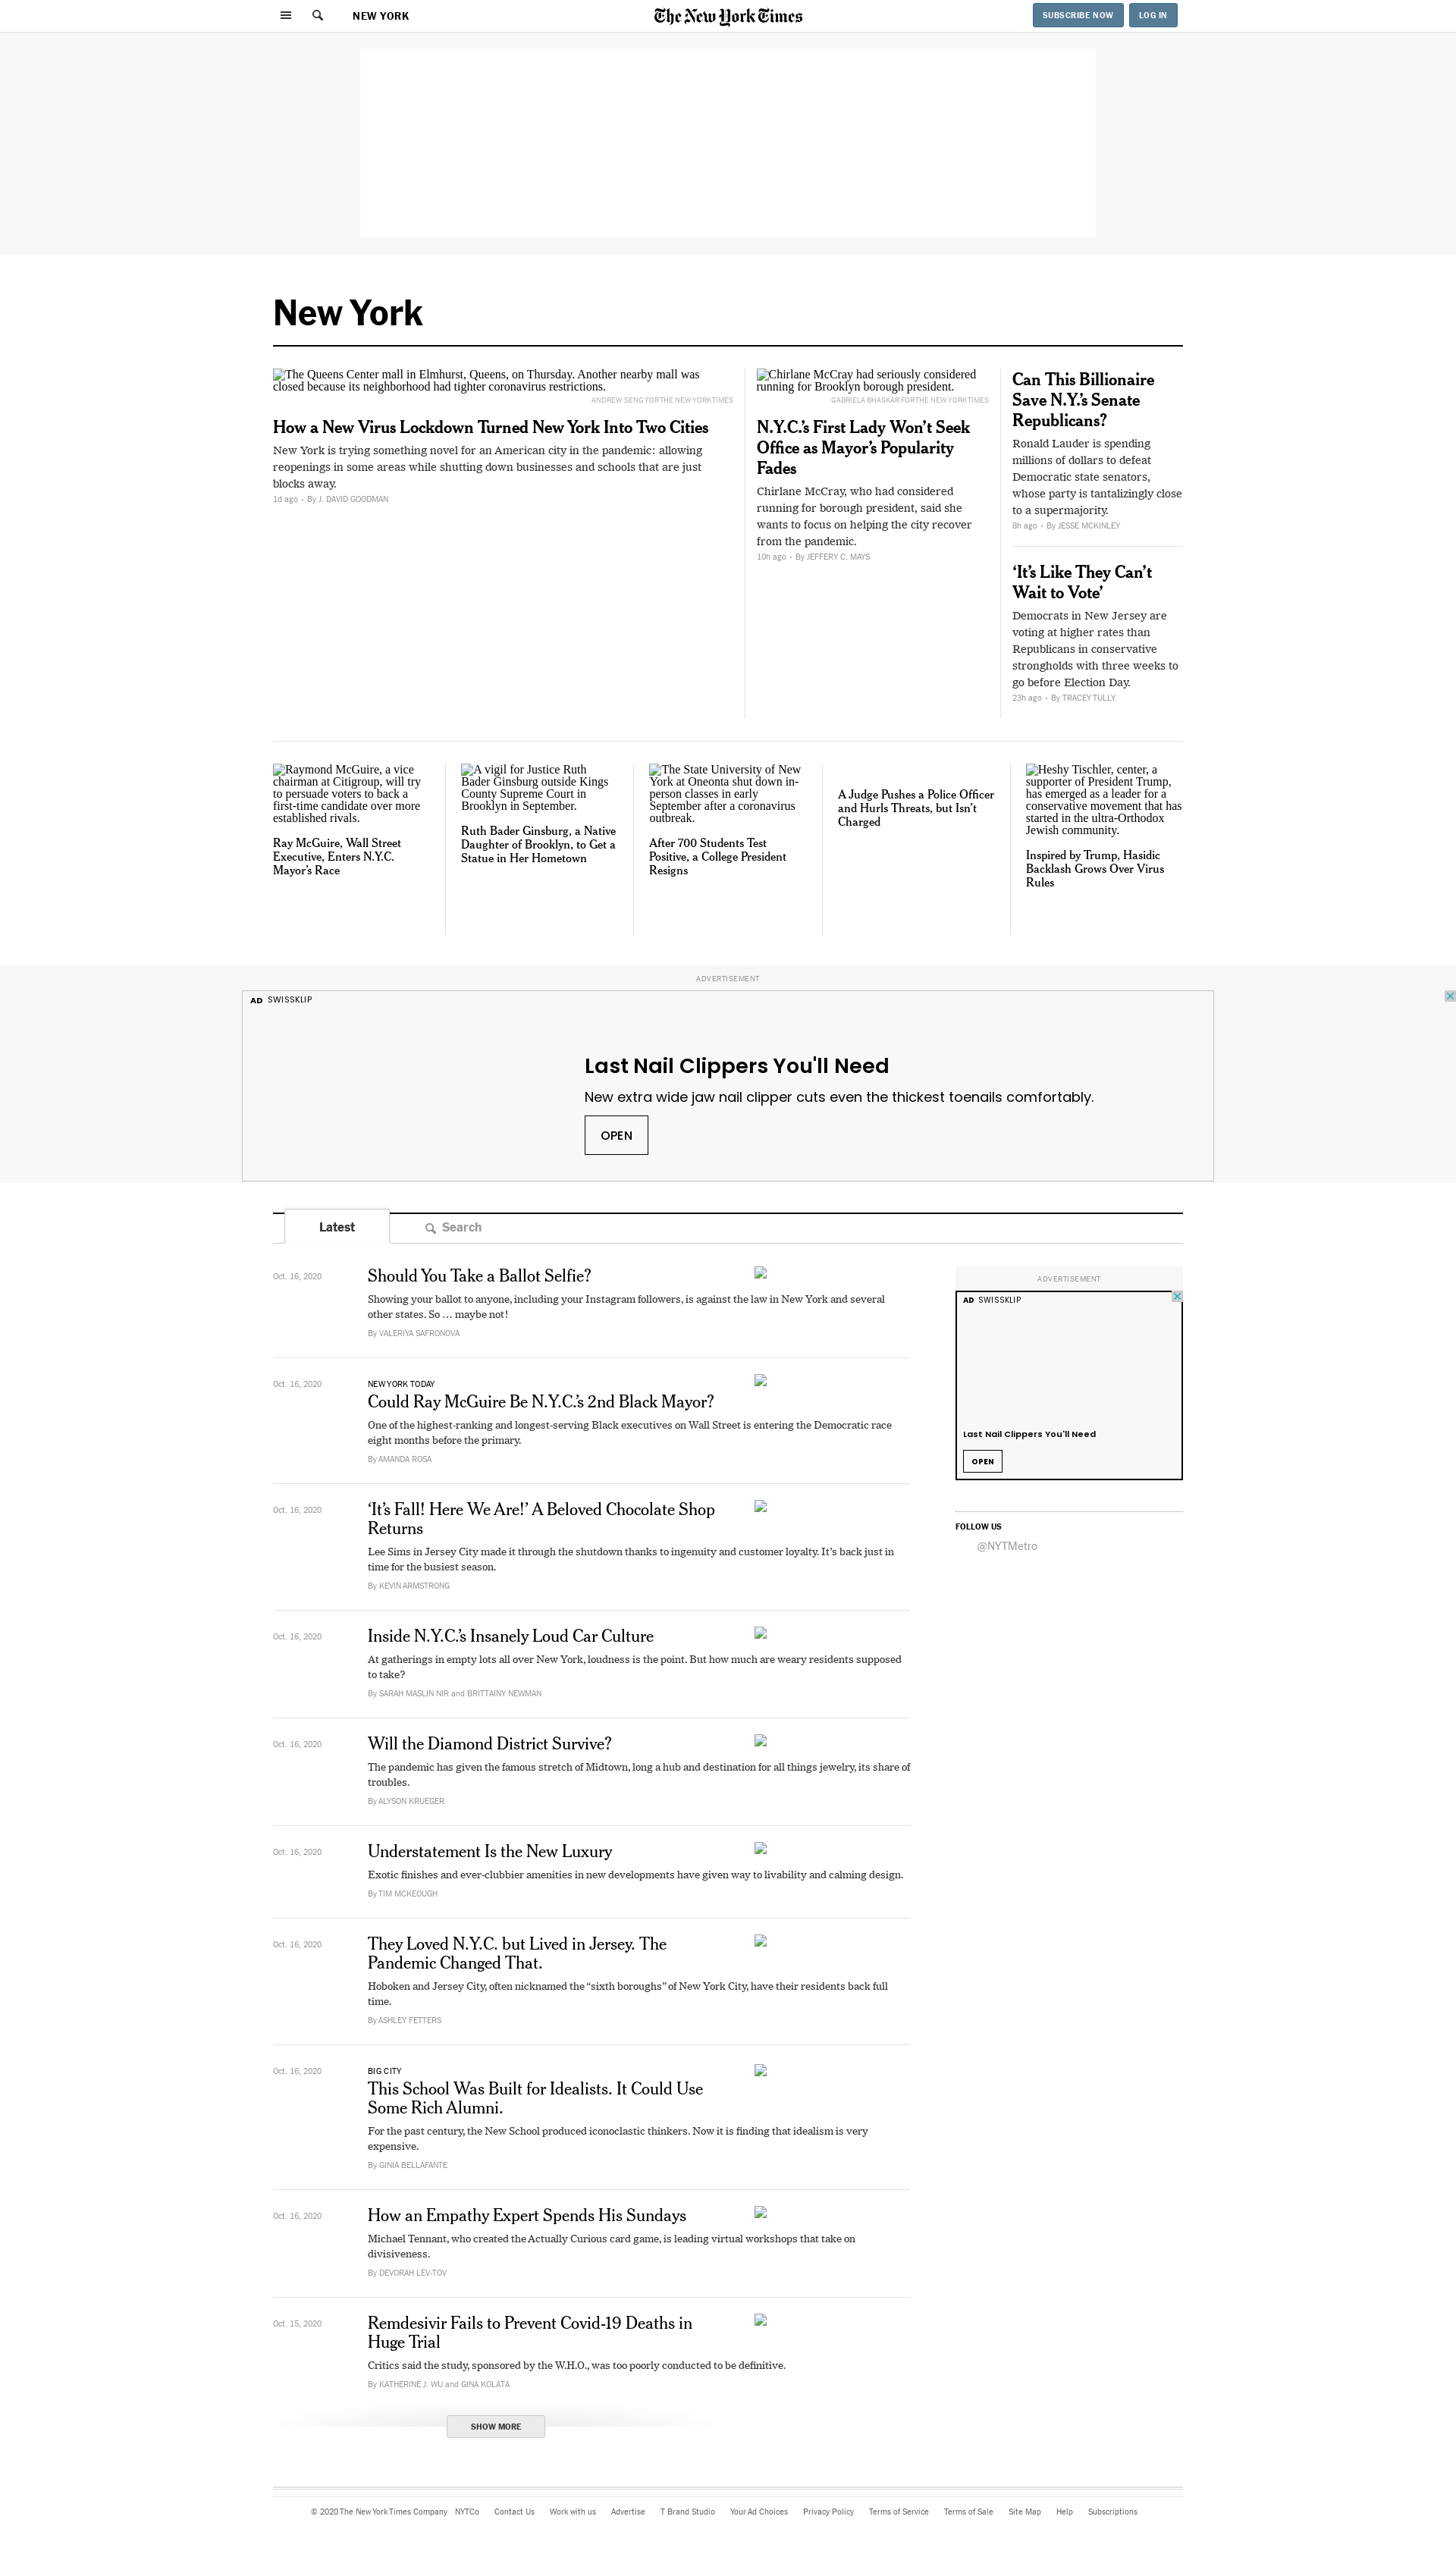 NEW YORK
The New York Times
SUBSCRIBE NOW
LOG IN
New York
The Queens Center mall in Elmhurst, Queens, on Thursday. Another nearby mall was
closed because its neighborhood had tighter coronavirus restrictions.
ANDREW SENG FOR THE NEW YORK TIMES
How a New Virus Lockdown Turned New York Into Two Cities
New York is trying something novel for an American city in the pandemic: allowing
reopenings in some areas while shutting down businesses and schools that are just
blocks away.
1d ago • By J. DAVID GOODMAN
Chirlane McCray had seriously considered
running for Brooklyn borough president.
GABRIELA BHASKAR FOR THE NEW YORK TIMES
N.Y.C.’s First Lady Won’t Seek
Office as Mayor’s Popularity
Fades
Chirlane McCray, who had considered
running for borough president, said she
wants to focus on helping the city recover
from the pandemic.
10h ago • By JEFFERY C. MAYS
Can This Billionaire
Save N.Y.’s Senate
Republicans?
Ronald Lauder is spending
millions of dollars to defeat
Democratic state senators,
whose party is tantalizingly close
to a supermajority.
8h ago • By JESSE MCKINLEY
‘It’s Like They Can’t
Wait to Vote’
Democrats in New Jersey are
voting at higher rates than
Republicans in conservative
strongholds with three weeks to
go before Election Day.
23h ago • By TRACEY TULLY
Raymond McGuire, a vice
chairman at Citigroup, will try
to persuade voters to back a
first-time candidate over more
established rivals.
Ray McGuire, Wall Street
Executive, Enters N.Y.C.
Mayor’s Race
A vigil for Justice Ruth
Bader Ginsburg outside Kings
County Supreme Court in
Brooklyn in September.
Ruth Bader Ginsburg, a Native
Daughter of Brooklyn, to Get a
Statue in Her Hometown
The State University of New
York at Oneonta shut down in-
person classes in early
September after a coronavirus
outbreak.
After 700 Students Test
Positive, a College President
Resigns
A Judge Pushes a Police Officer
and Hurls Threats, but Isn’t
Charged
Heshy Tischler, center, a
supporter of President Trump,
has emerged as a leader for a
conservative movement that has
started in the ultra-Orthodox
Jewish community.
Inspired by Trump, Hasidic
Backlash Grows Over Virus
Rules
ADVERTISEMENT
AD SWISSKLIP
Last Nail Clippers You'll Need
New extra wide jaw nail clipper cuts even the thickest toenails comfortably.
OPEN
Latest
Search
Oct. 16, 2020
Should You Take a Ballot Selfie?
Showing your ballot to anyone, including your Instagram followers, is against the law in New York and several
other states. So … maybe not!
By VALERIYA SAFRONOVA
Oct. 16, 2020
NEW YORK TODAY
Could Ray McGuire Be N.Y.C.’s 2nd Black Mayor?
One of the highest-ranking and longest-serving Black executives on Wall Street is entering the Democratic race
eight months before the primary.
By AMANDA ROSA
Oct. 16, 2020
‘It’s Fall! Here We Are!’ A Beloved Chocolate Shop
Returns
Lee Sims in Jersey City made it through the shutdown thanks to ingenuity and customer loyalty. It’s back just in
time for the busiest season.
By KEVIN ARMSTRONG
Oct. 16, 2020
Inside N.Y.C.’s Insanely Loud Car Culture
At gatherings in empty lots all over New York, loudness is the point. But how much are weary residents supposed
to take?
By SARAH MASLIN NIR and BRITTAINY NEWMAN
Oct. 16, 2020
Will the Diamond District Survive?
The pandemic has given the famous stretch of Midtown, long a hub and destination for all things jewelry, its share of
troubles.
By ALYSON KRUEGER
Oct. 16, 2020
Understatement Is the New Luxury
Exotic finishes and ever-clubbier amenities in new developments have given way to livability and calming design.
By TIM MCKEOUGH
Oct. 16, 2020
They Loved N.Y.C. but Lived in Jersey. The
Pandemic Changed That.
Hoboken and Jersey City, often nicknamed the “sixth boroughs” of New York City, have their residents back full
time.
By ASHLEY FETTERS
Oct. 16, 2020
BIG CITY
This School Was Built for Idealists. It Could Use
Some Rich Alumni.
For the past century, the New School produced iconoclastic thinkers. Now it is finding that idealism is very
expensive.
By GINIA BELLAFANTE
Oct. 16, 2020
How an Empathy Expert Spends His Sundays
Michael Tennant, who created the Actually Curious card game, is leading virtual workshops that take on
divisiveness.
By DEVORAH LEV-TOV
Oct. 15, 2020
Remdesivir Fails to Prevent Covid-19 Deaths in
Huge Trial
Critics said the study, sponsored by the W.H.O., was too poorly conducted to be definitive.
By KATHERINE J. WU and GINA KOLATA
SHOW MORE
ADVERTISEMENT
AD SWISSKLIP
Last Nail Clippers You'll Need
OPEN
FOLLOW US
@NYTMetro
© 2020 The New York Times Company NYTCo Contact Us Work with us Advertise T Brand Studio Your Ad Choices Privacy Policy Terms of Service Terms of Sale Site Map Help Subscriptions